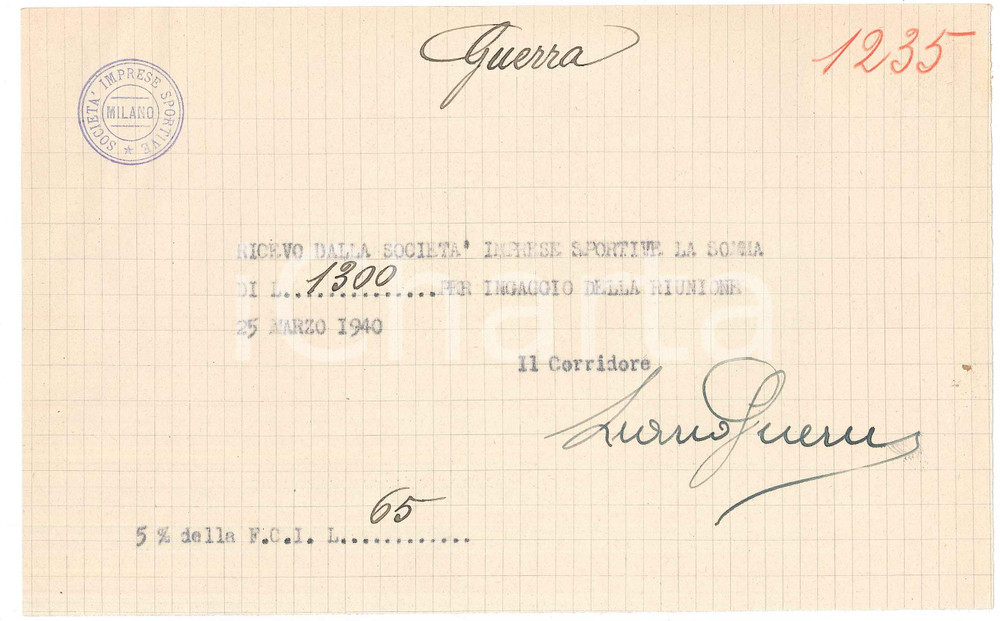 Guerra
1235
SOCIETA' IMPRESE SPORTIVE
MILANO
RICEVO DALLA SOCIETA' IMPRESE SPORTIVE LA SOMMA
DI L..1300..............PER INGAGGIO DELLA RIUNIONE
25 MARZO 1940
Il Corridore
Guerra
65
5 % della F.C.I. L.............